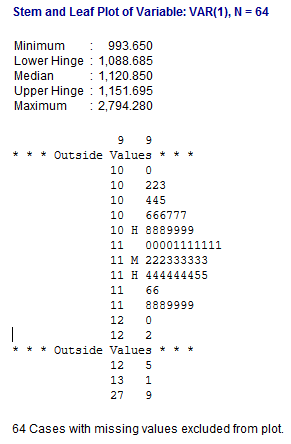 Stem and Leaf Plot of Variable: VAR(1), N = 64
Minimum : 993.650
Lower Hinge : 1,088.685
Median : 1,120.850
Upper Hinge : 1,151.695
Maximum : 2,794.280
9 9
* * * Outside Values * * *
10 0
10 223
10 445
10 666777
10 H 8889999
11 00001111111
11 M 222333333
11 H 444444455
11 66
11 8889999
12 0
12 2
* * * Outside Values * * *
12 5
13 1
27 9
64 Cases with missing values excluded from plot.